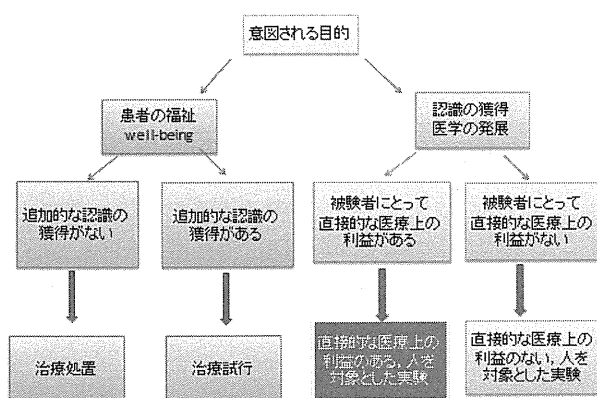 意図される目的
患者の福祉
well-being
認識の獲得
医学の発展
追加的な認識の
獲得がない
追加的な認識の
獲得がある
被験者にとって
直接的な医療上の
利益がある
被験者にとって
直接的な医療上の
利益がない
治療処置
治療試行
直接的な医療上の
利益のある，人を
対象とした実験
直接的な医療上の
利益のない，人を
対象とした実験